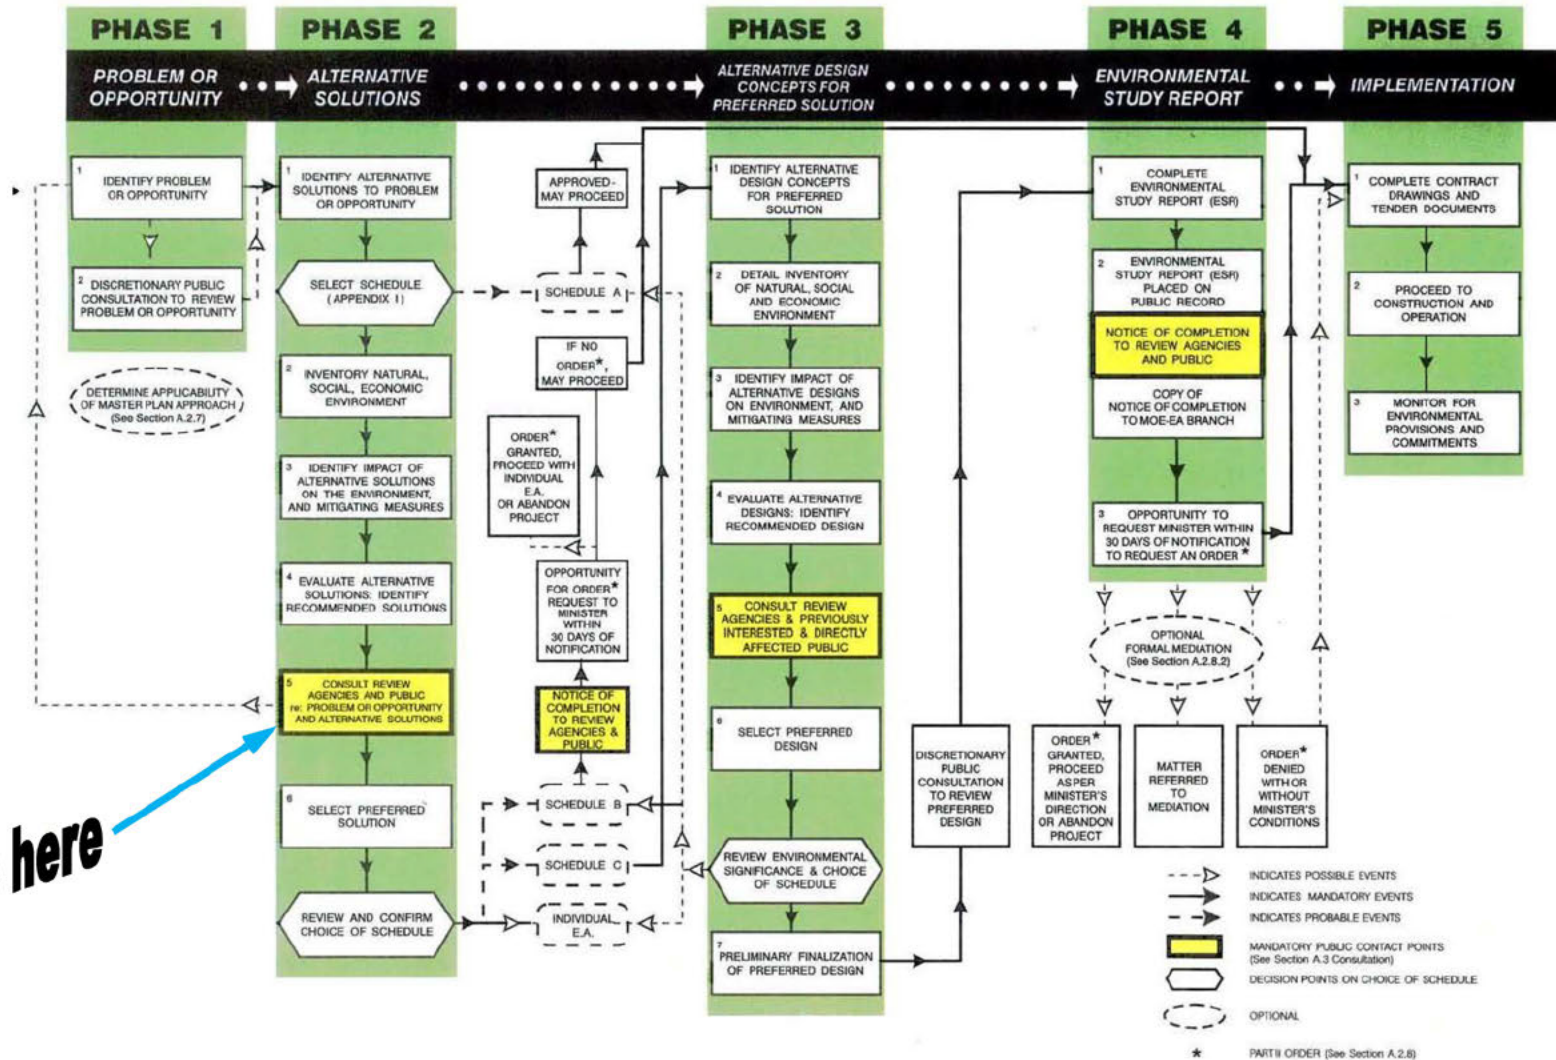 PHASE 1
PROBLEM OR
OPPORTUNITY
1
IDENTIFY PROBLEM
OR OPPORTUNITY
2
DISCRETIONARY PUBLIC
CONSULTATION TO REVIEW
PROBLEM OR OPPORTUNITY
DETERMINE APPLICABILITY
OF MASTER PLAN APPROACH
(See Section A.2.7)
here
PHASE 2
ALTERNATIVE
SOLUTIONS
1
IDENTIFY ALTERNATIVE
SOLUTIONS TO PROBLEM
OR OPPORTUNITY
SELECT SCHEDULE
(APPENDIX I)
2
INVENTORY NATURAL,
SOCIAL, ECONOMIC
ENVIRONMENT
3
IDENTIFY IMPACT OF
ALTERNATIVE SOLUTIONS
ON THE ENVIRONMENT,
AND MITIGATING MEASURES
4
EVALUATE ALTERNATIVE
SOLUTIONS: IDENTIFY
RECOMMENDED SOLUTIONS
5
CONSULT REVIEW
AGENCIES AND PUBLIC
re: PROBLEM OR OPPORTUNITY
AND ALTERNATIVE SOLUTIONS
6
SELECT PREFERRED
SOLUTION
REVIEW AND CONFIRM
CHOICE OF SCHEDULE
APPROVED-
MAY PROCEED
SCHEDULE A
IF NO
ORDER*,
MAY PROCEED
ORDER*
GRANTED,
PROCEED WITH
INDIVIDUAL
E.A.
OR ABANDON
PROJECT
OPPORTUNITY
FOR ORDER*
REQUEST TO
MINISTER
WITHIN
30 DAYS OF
NOTIFICATION
NOTICE OF
COMPLETION
TO REVIEW
AGENCIES &
PUBLIC
SCHEDULE B
SCHEDULE C
INDIVIDUAL
E.A.
PHASE 3
ALTERNATIVE DESIGN
CONCEPTS FOR
PREFERRED SOLUTION
1
IDENTIFY ALTERNATIVE
DESIGN CONCEPTS
FOR PREFERRED
SOLUTION
2
DETAIL INVENTORY
OF NATURAL, SOCIAL
AND ECONOMIC
ENVIRONMENT
3
IDENTIFY IMPACT OF
ALTERNATIVE DESIGNS
ON ENVIRONMENT, AND
MITIGATING MEASURES
4
EVALUATE ALTERNATIVE
DESIGNS: IDENTIFY
RECOMMENDED DESIGN
5
CONSULT REVIEW
AGENCIES & PREVIOUSLY
INTERESTED & DIRECTLY
AFFECTED PUBLIC
6
SELECT PREFERRED
DESIGN
REVIEW ENVIRONMENTAL
SIGNIFICANCE & CHOICE
OF SCHEDULE
7
PRELIMINARY FINALIZATION
OF PREFERRED DESIGN
DISCRETIONARY
PUBLIC
CONSULTATION
TO REVIEW
PREFERRED
DESIGN
PHASE 4
ENVIRONMENTAL
STUDY REPORT
1
COMPLETE
ENVIRONMENTAL
STUDY REPORT (ESR)
2
ENVIRONMENTAL
STUDY REPORT (ESR)
PLACED ON
PUBLIC RECORD
NOTICE OF COMPLETION
TO REVIEW AGENCIES
AND PUBLIC
COPY OF
NOTICE OF COMPLETION
TO MOE-EA BRANCH
3
OPPORTUNITY TO
REQUEST MINISTER WITHIN
30 DAYS OF NOTIFICATION
TO REQUEST AN ORDER*
OPTIONAL
FORMAL MEDIATION
(See Section A.2.8.2)
ORDER*
GRANTED,
PROCEED
AS PER
MINISTER'S
DIRECTION
OR ABANDON
PROJECT
MATTER
REFERRED
TO
MEDIATION
ORDER*
DENIED
WITH OR
WITHOUT
MINISTER'S
CONDITIONS
PHASE 5
IMPLEMENTATION
1
COMPLETE CONTRACT
DRAWINGS AND
TENDER DOCUMENTS
2
PROCEED TO
CONSTRUCTION AND
OPERATION
3
MONITOR FOR
ENVIRONMENTAL
PROVISIONS AND
COMMITMENTS
INDICATES POSSIBLE EVENTS
INDICATES MANDATORY EVENTS
INDICATES PROBABLE EVENTS
MANDATORY PUBLIC CONTACT POINTS
(See Section A.3 Consultation)
DECISION POINTS ON CHOICE OF SCHEDULE
OPTIONAL
* PART II ORDER (See Section A.2.8)